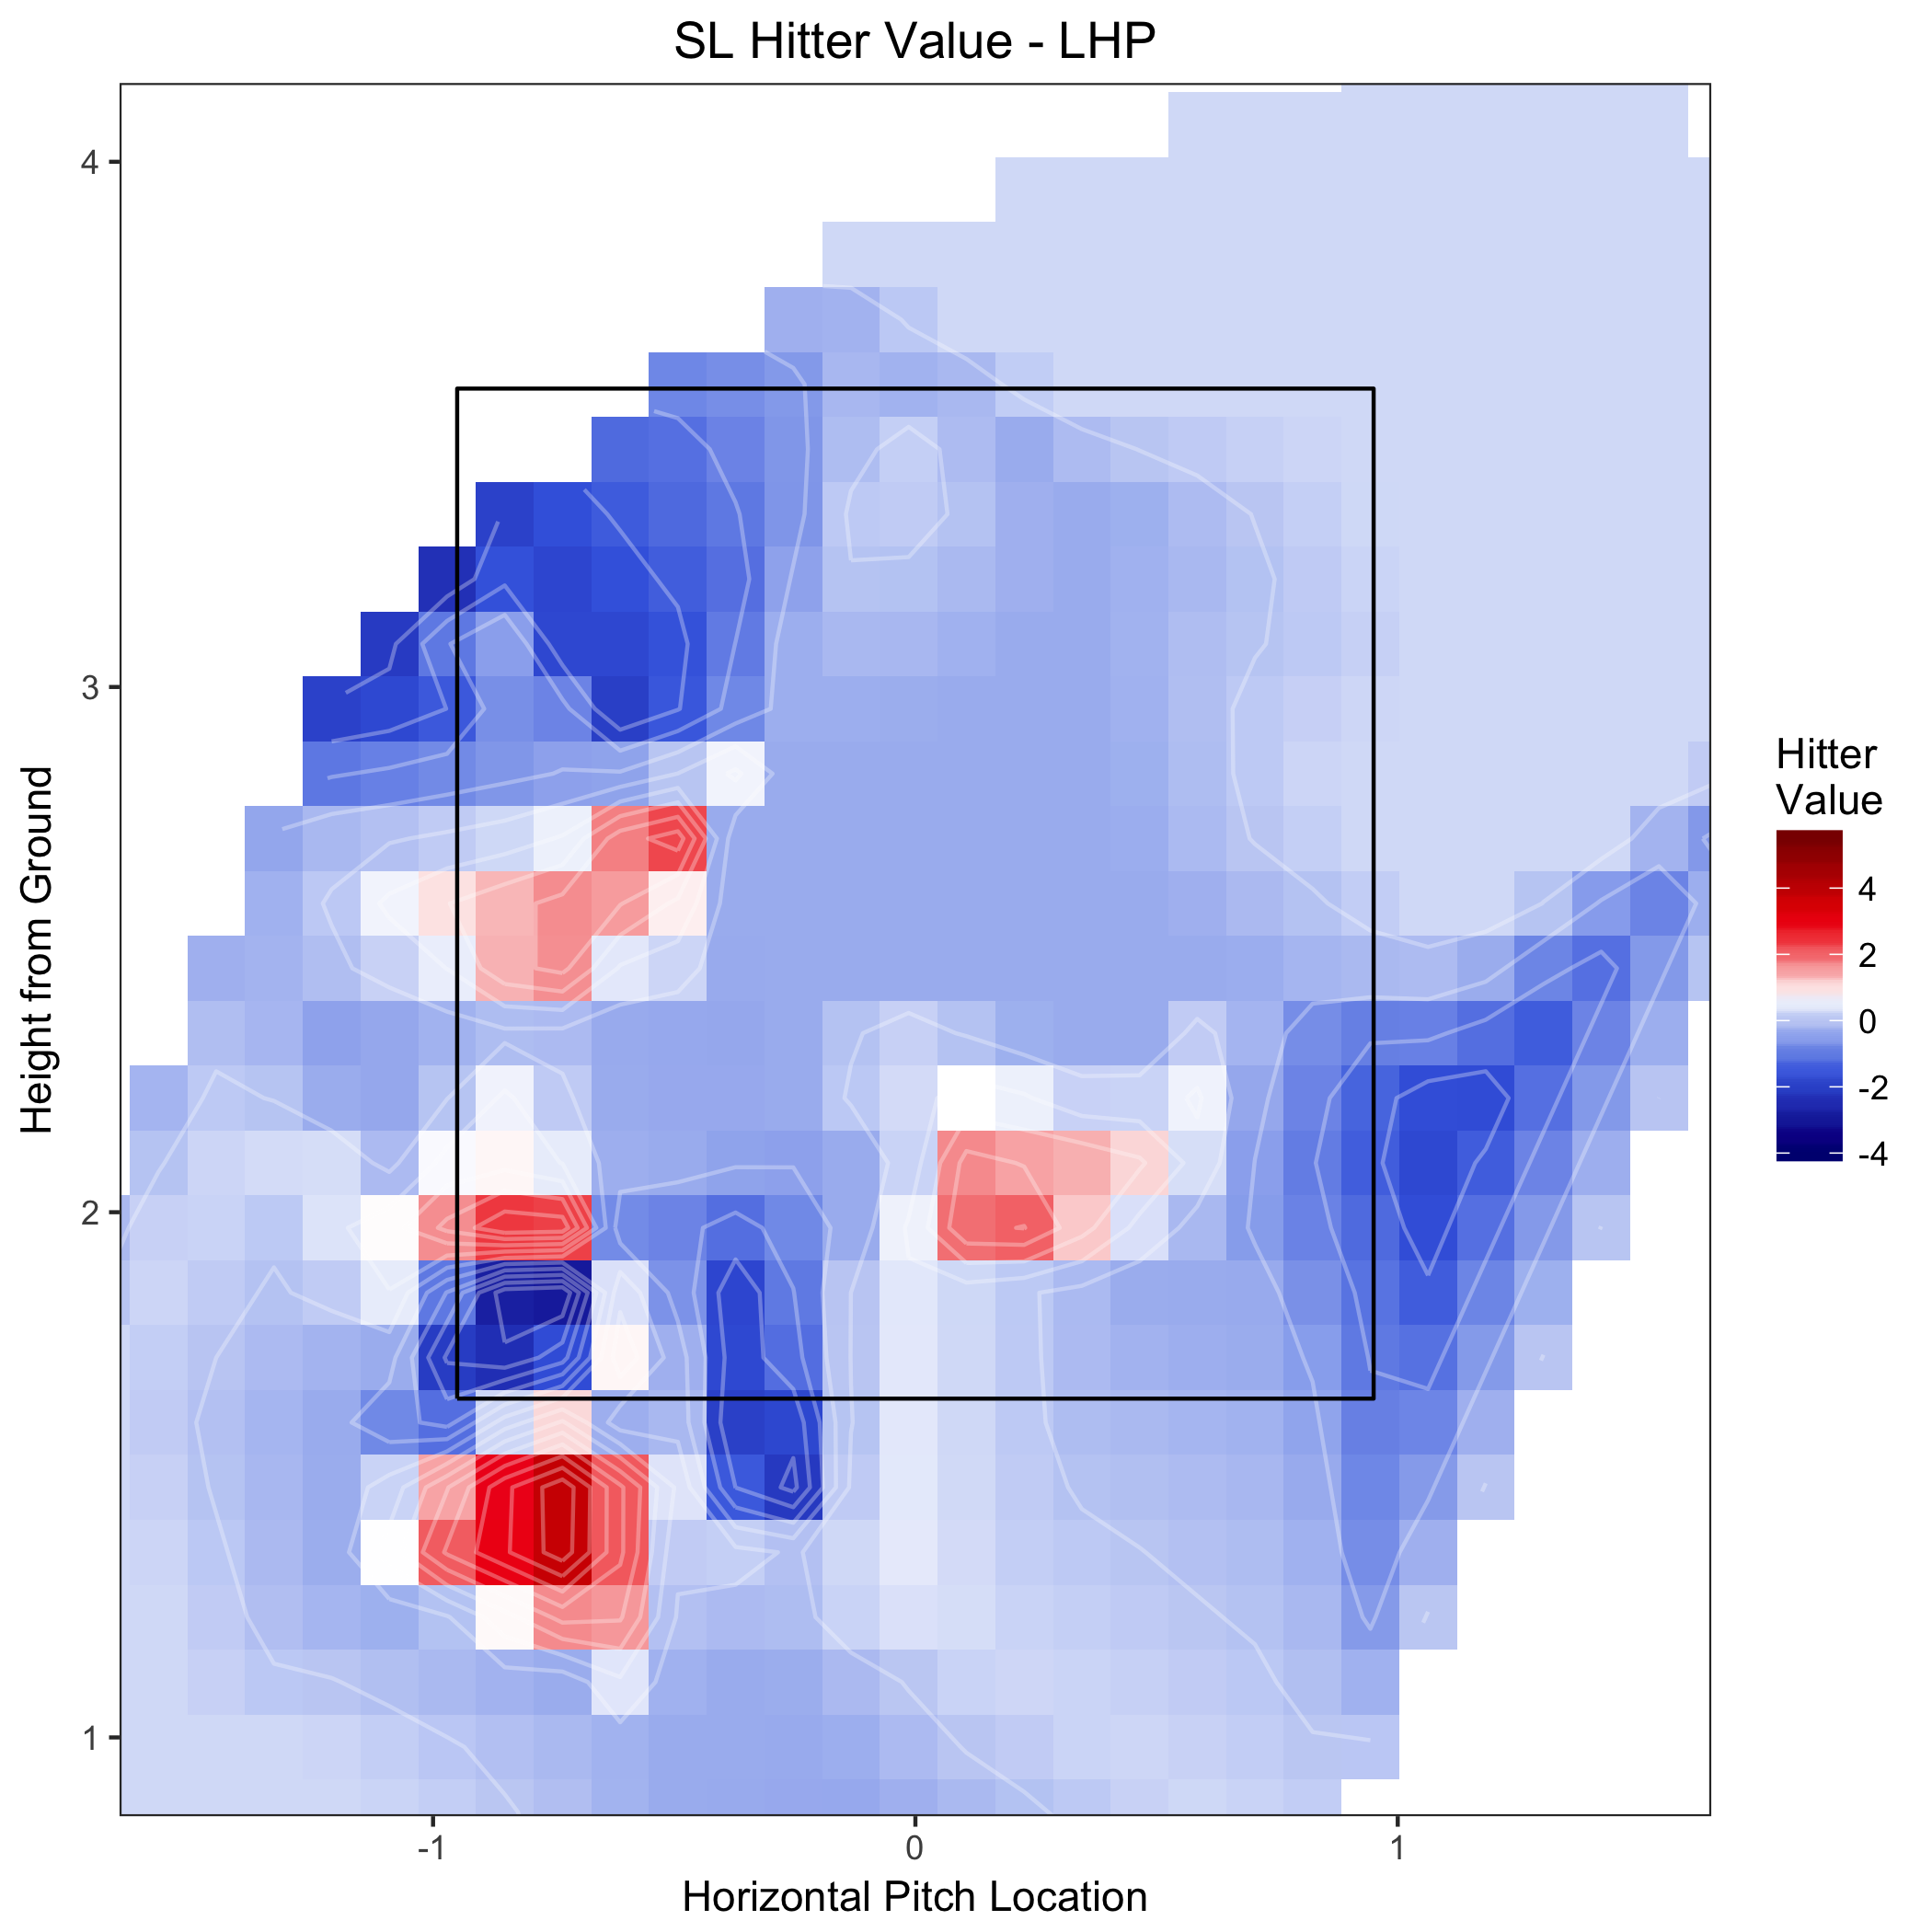 SL Hitter Value - LHP
4
3
2
1
Height from Ground
-1 0 1
Horizontal Pitch Location
Hitter
Value
4
2
0
-2
-4